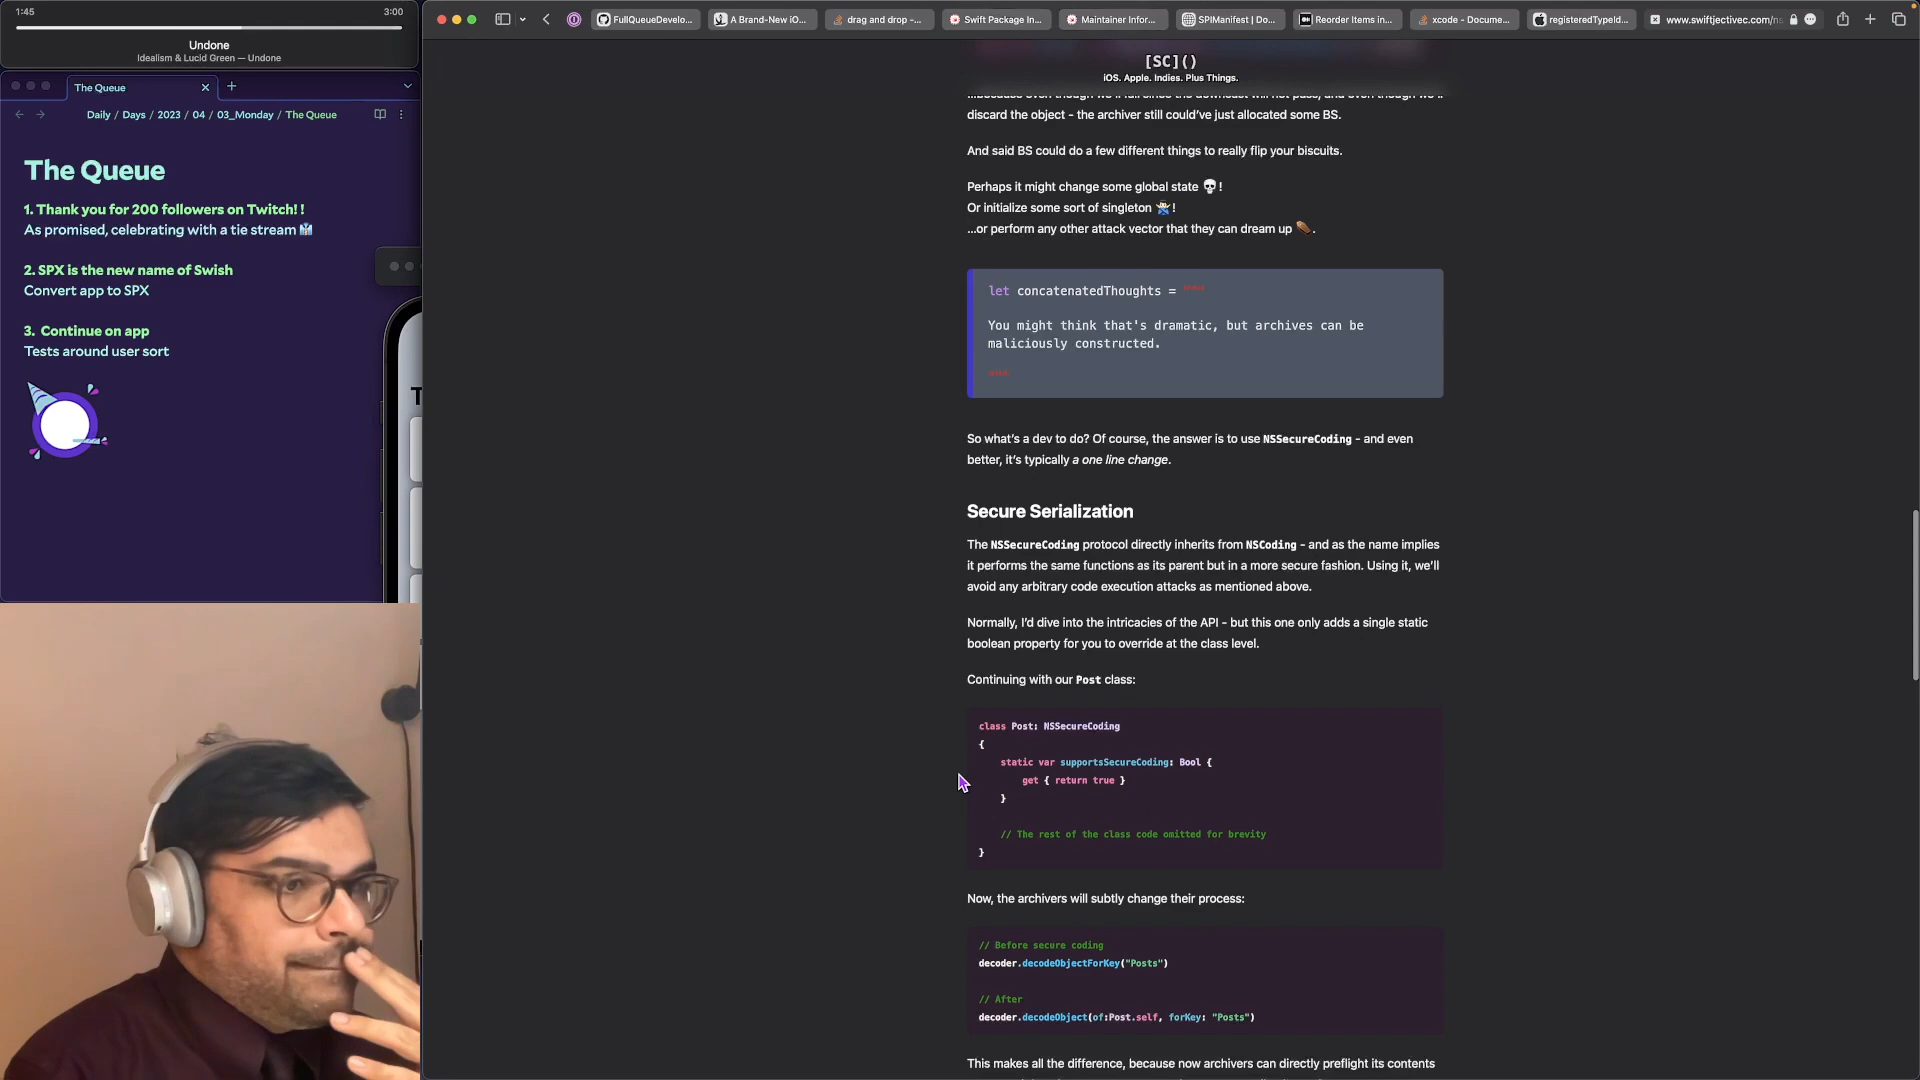 1:45
3:00
Undone
Idealism & Lucid Green — Undone
The Queue
Daily / Days / 2023 / 04 / 03_Monday / The Queue
The Queue
1. Thank you for 200 followers on Twitch! !
As promised, celebrating with a tie stream
2. SPX is the new name of Swish
Convert app to SPX
3. Continue on app
Tests around user sort
FullQueueDevelo...
A Brand-New iO...
drag and drop -...
Swift Package In...
Maintainer Infor...
SPIManifest | Do...
Reorder Items in...
xcode - Docume...
registeredTypeId...
www.swiftjectivec.com/ns
[SC]()
iOS. Apple. Indies. Plus Things.
discard the object - the archiver still could've just allocated some BS.
And said BS could do a few different things to really flip your biscuits.
Perhaps it might change some global state 💀!
Or initialize some sort of singleton !
...or perform any other attack vector that they can dream up ⚰️.
let concatenatedThoughts = """
You might think that's dramatic, but archives can be
maliciously constructed.
"""
So what's a dev to do? Of course, the answer is to use NSSecureCoding - and even
better, it's typically a one line change.
Secure Serialization
The NSSecureCoding protocol directly inherits from NSCoding - and as the name implies
it performs the same functions as its parent but in a more secure fashion. Using it, we'll
avoid any arbitrary code execution attacks as mentioned above.
Normally, I'd dive into the intricacies of the API - but this one only adds a single static
boolean property for you to override at the class level.
Continuing with our Post class:
class Post: NSSecureCoding
{
static var supportsSecureCoding: Bool {
get { return true }
}
// The rest of the class code omitted for brevity
}
Now, the archivers will subtly change their process:
// Before secure coding
decoder.decodeObjectForKey("Posts")
// After
decoder.decodeObject(of:Post.self, forKey: "Posts")
This makes all the difference, because now archivers can directly preflight its contents